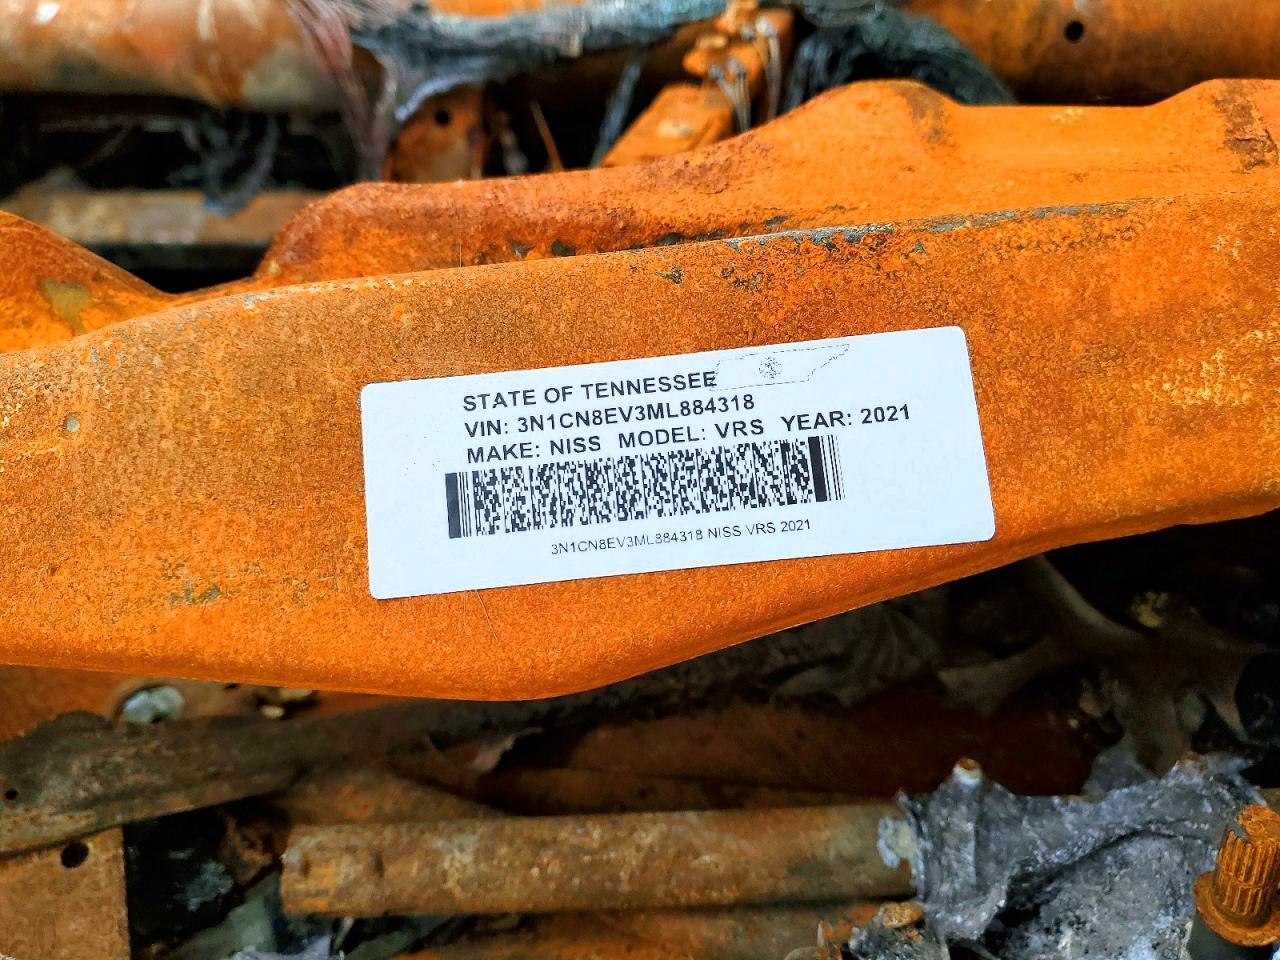 STATE OF TENNESSEE
VIN: 3N1CN8EV3ML884318
MAKE: NISS MODEL: VRS YEAR: 2021
3N1CN8EV3ML884318 NISS VRS 2021